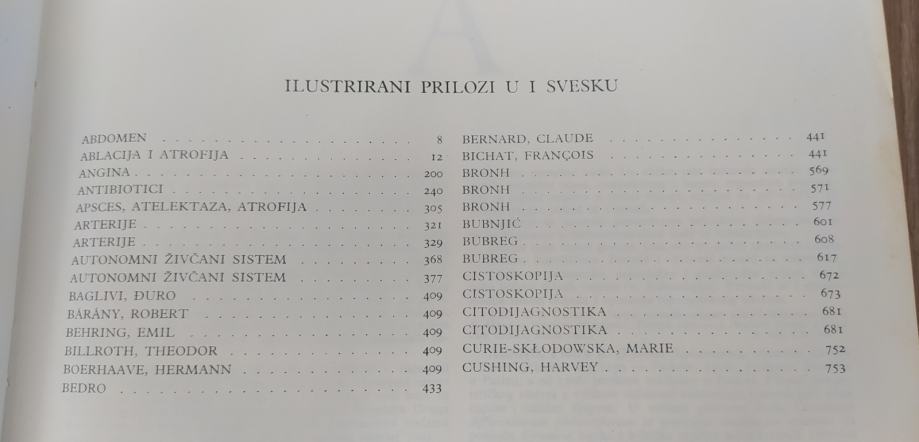 ILUSTRIRANI PRILOZI U I SVESKU
ABDOMEN . . . . . . . . . . . . . . . . . . 8
ABLACIJA I ATROFIJA . . . . . . . . . . . . 12
ANGINA . . . . . . . . . . . . . . . . . . . 200
ANTIBIOTICI . . . . . . . . . . . . . . . . . 240
APSCES, ATELEKTAZA, ATROFIJA . . . . . . . 305
ARTERIJE . . . . . . . . . . . . . . . . . . 321
ARTERIJE . . . . . . . . . . . . . . . . . . 329
AUTONOMNI ŽIVČANI SISTEM . . . . . . . . . 368
AUTONOMNI ŽIVČANI SISTEM . . . . . . . . . 377
BAGLIVI, ĐURO . . . . . . . . . . . . . . . 409
BÁRÁNY, ROBERT . . . . . . . . . . . . . . 409
BEHRING, EMIL . . . . . . . . . . . . . . . 409
BILLROTH, THEODOR . . . . . . . . . . . . . 409
BOERHAAVE, HERMANN . . . . . . . . . . . . 409
BEDRO . . . . . . . . . . . . . . . . . . . 433
BERNARD, CLAUDE . . . . . . . . . . . . . . 441
BICHAT, FRANÇOIS . . . . . . . . . . . . . . 441
BRONH . . . . . . . . . . . . . . . . . . . 569
BRONH . . . . . . . . . . . . . . . . . . . 571
BRONH . . . . . . . . . . . . . . . . . . . 577
BUBNJIĆ . . . . . . . . . . . . . . . . . . 601
BUBREG . . . . . . . . . . . . . . . . . . . 608
BUBREG . . . . . . . . . . . . . . . . . . . 617
CISTOSKOPIJA . . . . . . . . . . . . . . . . 672
CISTOSKOPIJA . . . . . . . . . . . . . . . . 673
CITODIJAGNOSTIKA . . . . . . . . . . . . . . 681
CITODIJAGNOSTIKA . . . . . . . . . . . . . . 681
CURIE-SKŁODOWSKA, MARIE . . . . . . . . . . 752
CUSHING, HARVEY . . . . . . . . . . . . . . 753